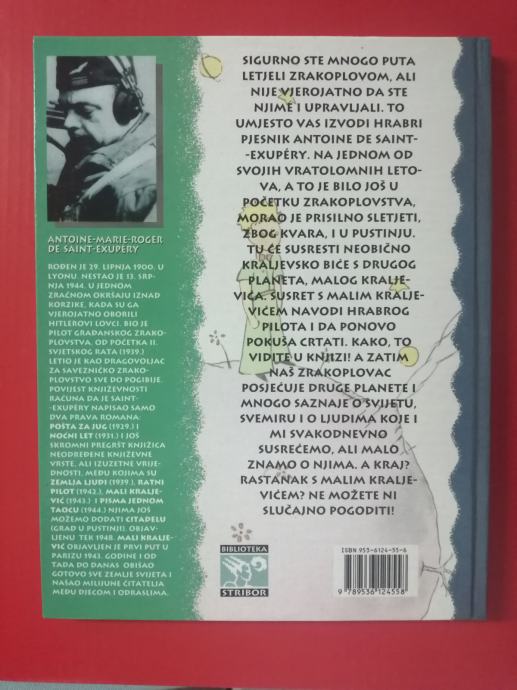 ANTOINE-MARIE-ROGER
DE SAINT-EXUPÉRY
ROĐEN JE 29. LIPNJA 1900. U
LYONU. NESTAO JE 13. SRP-
NJA 1944. U JEDNOM
ZRAČNOM OKRŠAJU IZNAD
KORZIKE, KADA SU GA
VJEROJATNO OBORILI
HITLEROVI LOVCI. BIO JE
PILOT GRAĐANSKOG ZRAKO-
PLOVSTVA. OD POČETKA II.
SVJETSKOG RATA (1939.)
LETIO JE KAO DRAGOVOLJAC
ZA SAVEZNIČKO ZRAKO-
PLOVSTVO SVE DO POGIBIJE.
POVIJEST KNJIŽEVNOSTI
RAČUNA DA JE SAINT-
-EXUPÉRY NAPISAO SAMO
DVA PRAVA ROMANA:
POŠTA ZA JUG (1929.) I
NOĆNI LET (1931.) I JOŠ
SKROMNI PREGRŠT KNJIŽICA
NEODREĐENE KNJIŽEVNE
VRSTE, ALI IZUZETNE VRIJE-
DNOSTI. MEĐU KOJIMA SU
ZEMLJA LJUDI (1939.), RATNI
PILOT (1942.), MALI KRALJE-
VIĆ (1943.) I PISMA JEDNOM
TAOCU (1944.) NJIMA JOŠ
MOŽEMO DODATI CITADELU
(GRAD U PUSTINJI), OBJAV-
LJENU TEK 1948. MALI KRALJE-
VIĆ OBJAVLJEN JE PRVI PUT U
PARIZU 1943. GODINE I OD
TADA DO DANAS OBIŠAO
GOTOVO SVE ZEMLJE SVIJETA I
NAŠAO MILIJUNE ČITATELJA
MEĐU DJECOM I ODRASLIMA.
SIGURNO STE MNOGO PUTA
LETJELI ZRAKOPLOVOM, ALI
NIJE VJEROJATNO DA STE
NJIME I UPRAVLJALI. TO
UMJESTO VAS IZVODI HRABRI
PJESNIK ANTOINE DE SAINT-
-EXUPÉRY. NA JEDNOM OD
SVOJIH VRATOLOMNIH LETO-
VA, A TO JE BILO JOŠ U
POČETKU ZRAKOPLOVSTVA,
MORAO JE PRISILNO SLETJETI,
ZBOG KVARA, I U PUSTINJU.
TU ĆE SUSRESTI NEOBIČNO
KRALJEVSKO BIĆE S DRUGOG
PLANETA, MALOG KRALJE-
VIĆA. SUSRET S MALIM KRALJE-
VIĆEM NAVODI HRABROG
PILOTA I DA PONOVO
POKUŠA CRTATI. KAKO, TO
VIDITE U KNJIZI! A ZATIM
NAŠ ZRAKOPLOVAC
POSJEĆUJE DRUGE PLANETE I
MNOGO SAZNAJE O SVIJETU,
SVEMIRU I O LJUDIMA KOJE I
MI SVAKODNEVNO
SUSREĆEMO, ALI MALO
ZNAMO O NJIMA. A KRAJ?
RASTANAK S MALIM KRALJE-
VIĆEM? NE MOŽETE NI
SLUČAJNO POGODITI!
BIBLIOTEKA
STRIBOR
ISBN 953-6124-55-6
9 789536 124558